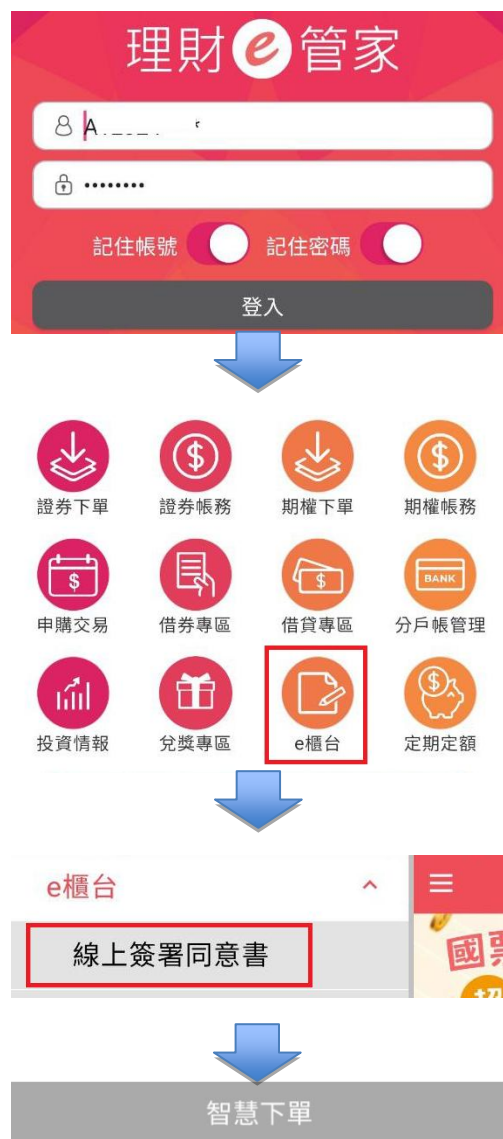 理財e管家
A
••••••••
記住帳號 記住密碼
登入
$ $
證券下單 證券帳務 期權下單 期權帳務
$ $ BANK
申購交易 借券專區 借貸專區 分戶帳管理
$
投資情報 兌獎專區 e櫃台 定期定額
e櫃台
線上簽署同意書
國票
智慧下單